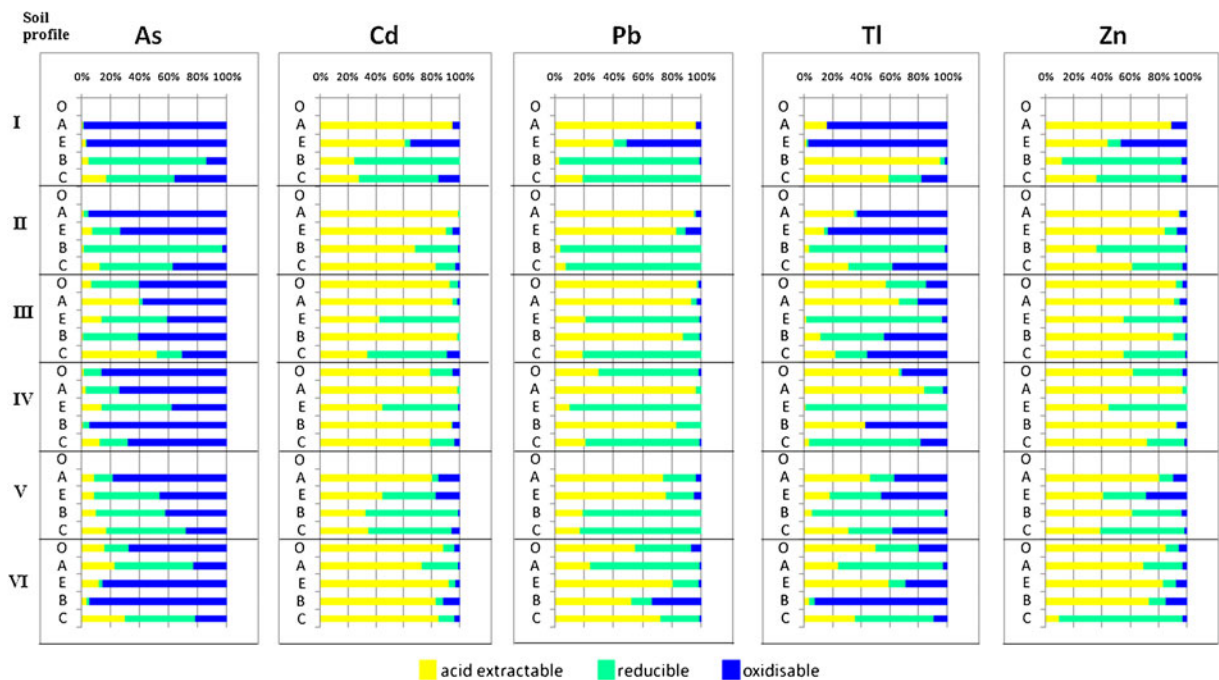 Soil profile
As Cd Pb Tl Zn
0% 20% 40% 60% 80% 100% 0% 20% 40% 60% 80% 100% 0% 20% 40% 60% 80% 100% 0% 20% 40% 60% 80% 100% 0% 20% 40% 60% 80% 100%
O O O O O
I A A A A A
E E E E E
B B B B B
C C C C C
O O O O O
A A A A A
II E E E E E
B B B B B
C C C C C
O O O O O
A A A A A
III E E E E E
B B B B B
C C C C C
O O O O O
IV A A A A A
E E E E E
B B B B B
C C C C C
O O O O O
V A A A A A
E E E E E
B B B B B
C C C C C
O O O O O
A A A A A
VI E E E E E
B B B B B
C C C C C
acid extractable reducible oxidisable